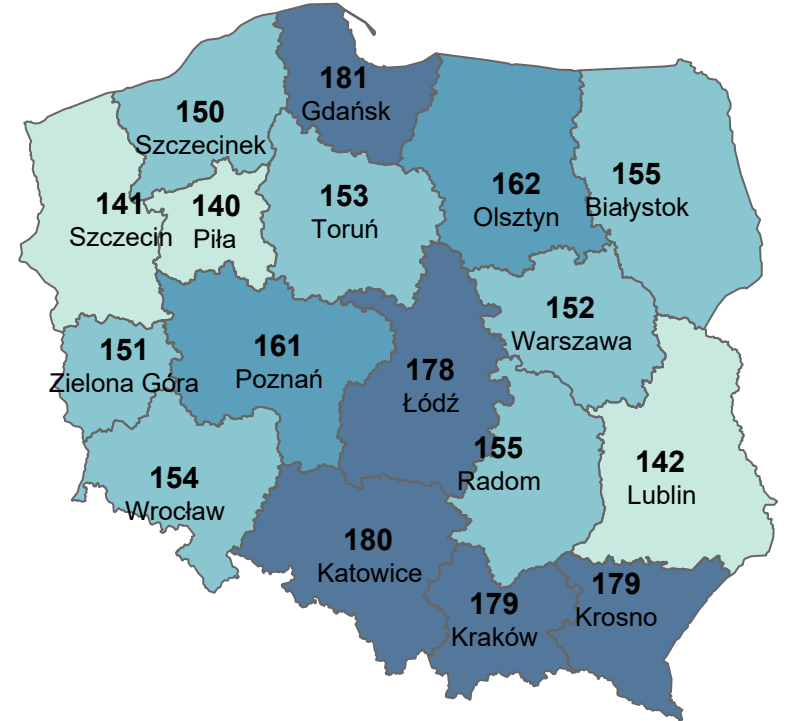 181
Gdańsk
150
Szczecinek
162
Olsztyn
155
Białystok
141
Szczecin
140
Piła
153
Toruń
152
Warszawa
151
Zielona Góra
161
Poznań
178
Łódź
155
Radom
142
Lublin
154
Wrocław
180
Katowice
179
Kraków
179
Krosno